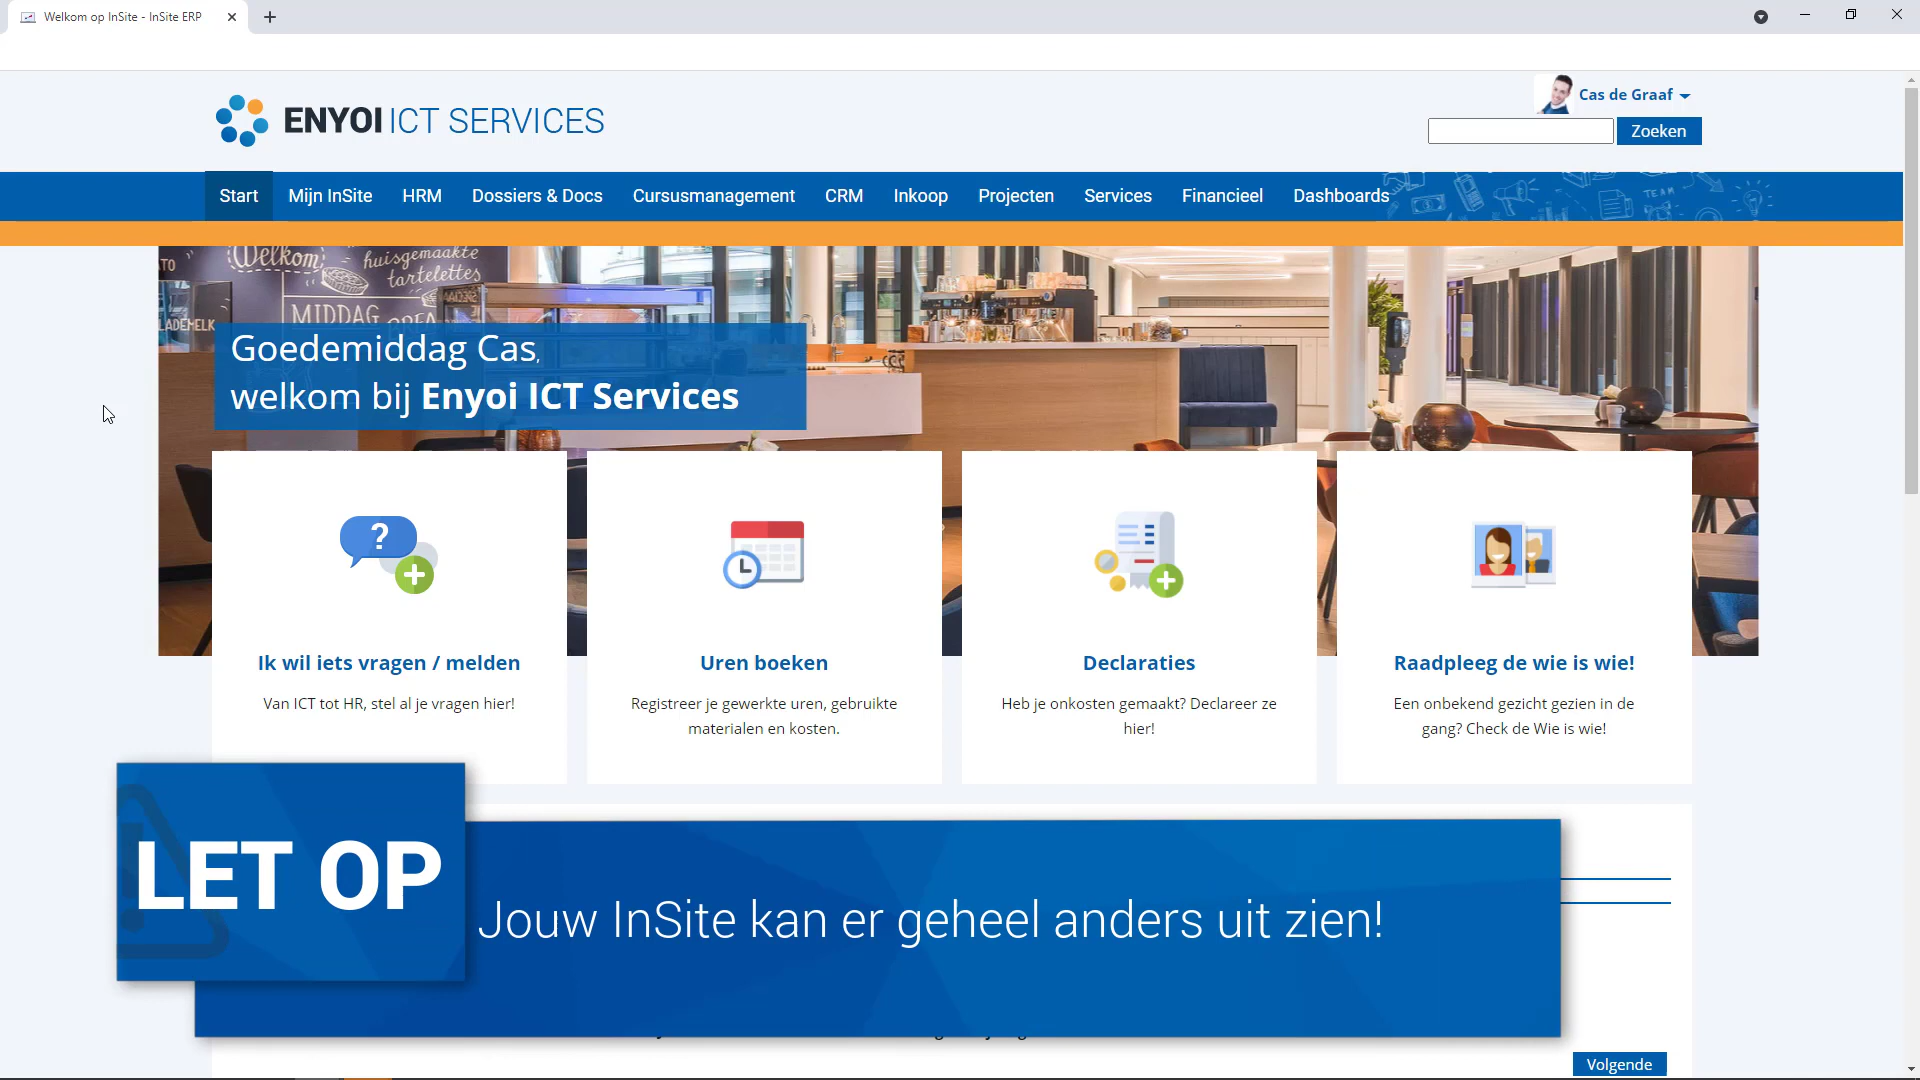 Welkom op InSite - InSite ERP
Cas de Graaf
ENYOI ICT SERVICES
Zoeken
Start Mijn InSite HRM Dossiers & Docs Cursusmanagement CRM Inkoop Projecten Services Financieel Dashboards
TEAM
Welkom
huisgemaakte
tartelettes
MIDDAG
Goedemiddag Cas,
welkom bij Enyoi ICT Services
?
Ik wil iets vragen / melden
Van ICT tot HR, stel al je vragen hier!
Uren boeken
Registreer je gewerkte uren, gebruikte
materialen en kosten.
Declaraties
Heb je onkosten gemaakt? Declareer ze
hier!
Raadpleeg de wie is wie!
Een onbekend gezicht gezien in de
gang? Check de Wie is wie!
LET OP
Jouw InSite kan er geheel anders uit zien!
Volgende